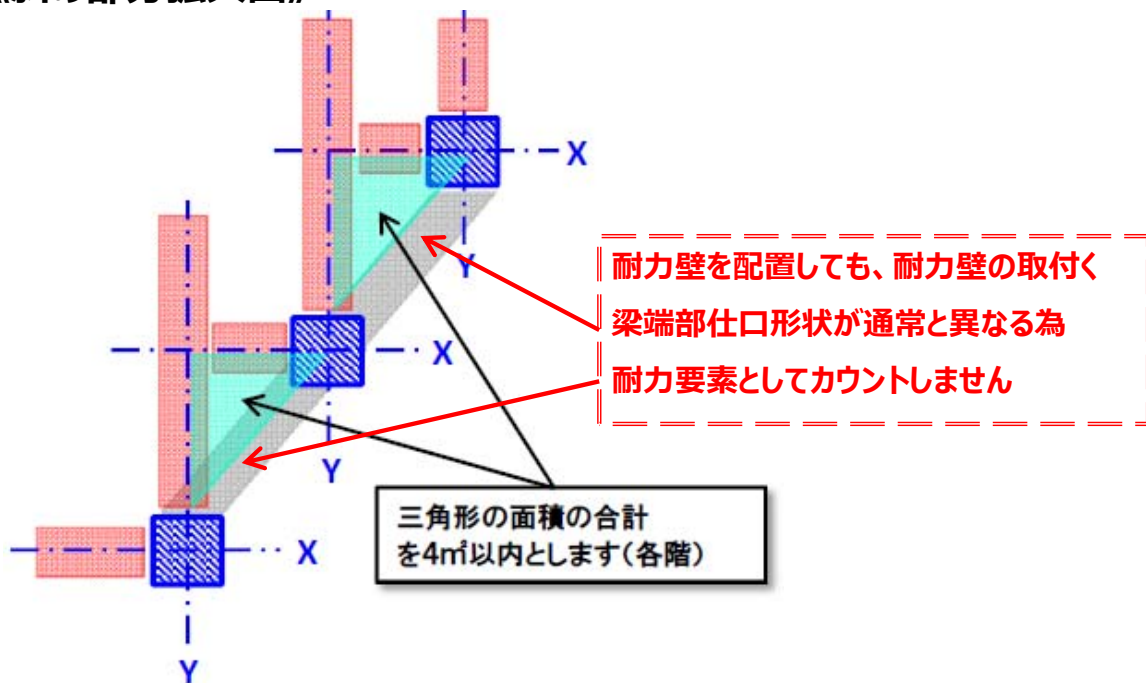 X
Y
X
Y
X
Y
耐力壁を配置しても、耐力壁の取付く
梁端部仕口形状が通常と異なる為
耐力要素としてカウントしません
三角形の面積の合計
を4㎡以内とします(各階)